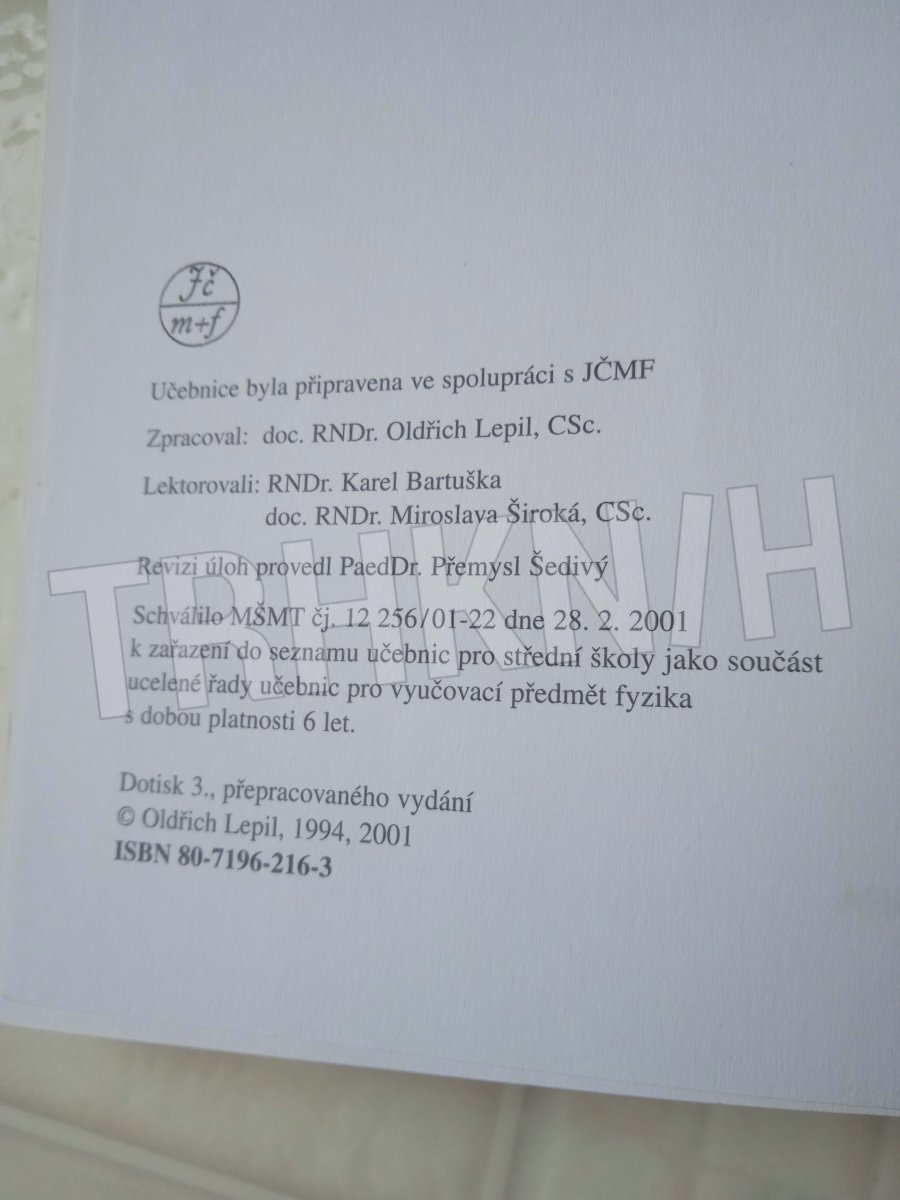 Jč
m+f
Učebnice byla připravena ve spolupráci s JČMF
Zpracoval: doc. RNDr. Oldřich Lepil, CSc.
Lektorovali: RNDr. Karel Bartuška
doc. RNDr. Miroslava Široká, CSc.
Revizi úloh provedl PaedDr. Přemysl Šedivý
Schválilo MŠMT čj. 12 256/01-22 dne 28. 2. 2001
k zařazení do seznamu učebnic pro střední školy jako součást
ucelené řady učebnic pro vyučovací předmět fyzika
s dobou platnosti 6 let.
Dotisk 3., přepracovaného vydání
© Oldřich Lepil, 1994, 2001
ISBN 80-7196-216-3
TRHKNIH